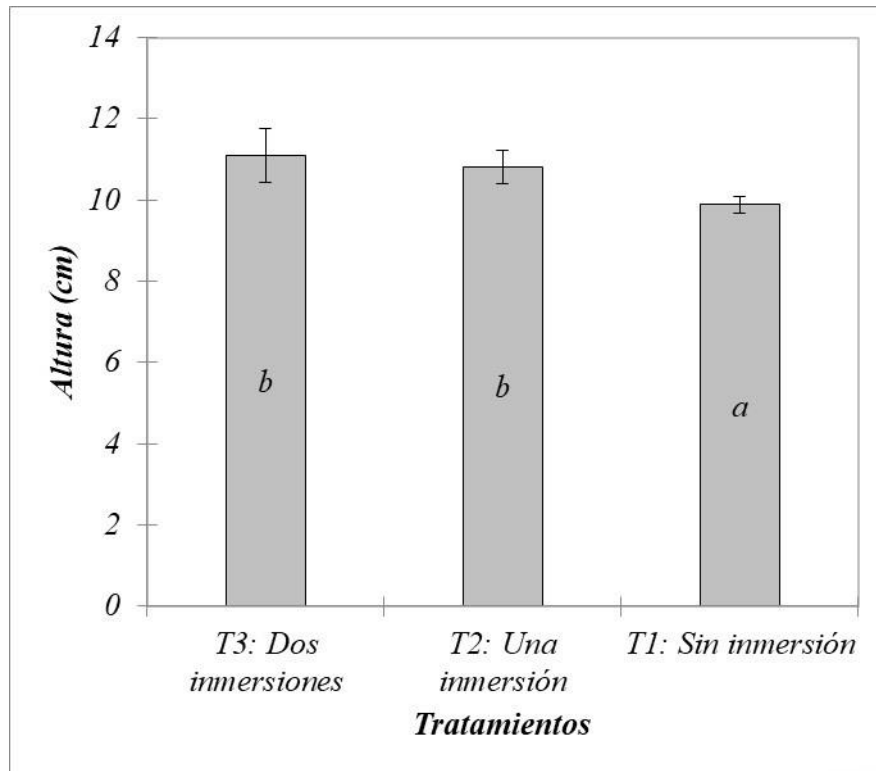 14
12
10
8
6
4
2
0
Altura (cm)
b
b
a
T3: Dos
inmersiones
T2: Una
inmersión
T1: Sin inmersión
Tratamientos